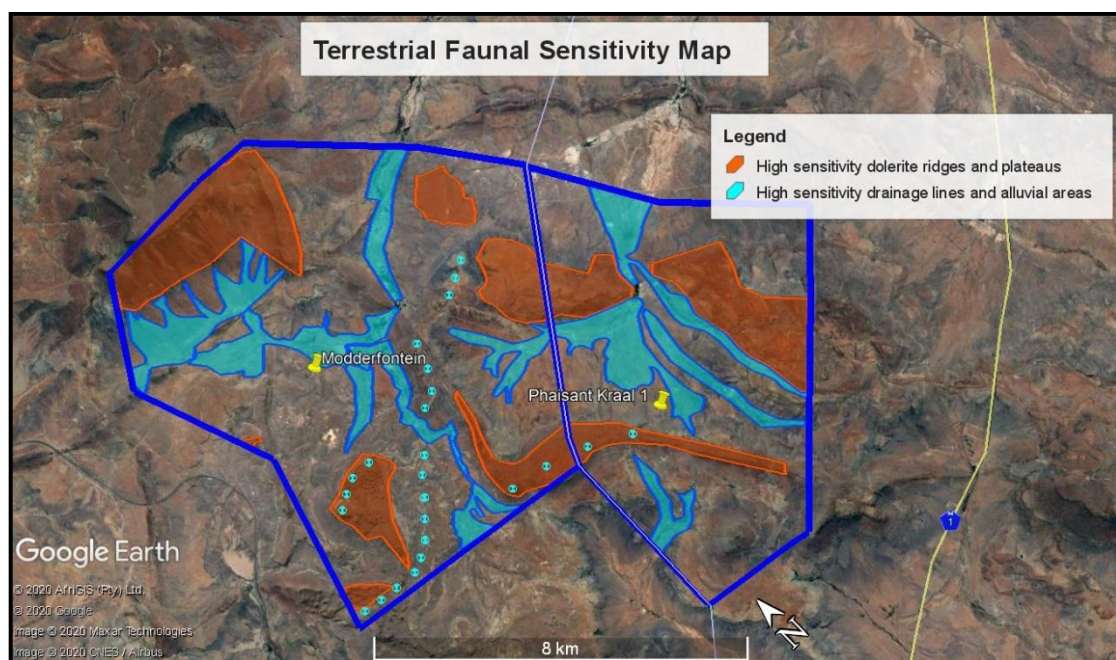 Terrestrial Faunal Sensitivity Map
Legend
High sensitivity dolerite ridges and plateaus
High sensitivity drainage lines and alluvial areas
Modderfontein
Phaisant Kraal 1
1
Google Earth
© 2020 AfriGIS (Pty) Ltd.
© 2020 Google
Image © 2020 Maxar Technologies
Image © 2020 CNES / Airbus
8 km
N